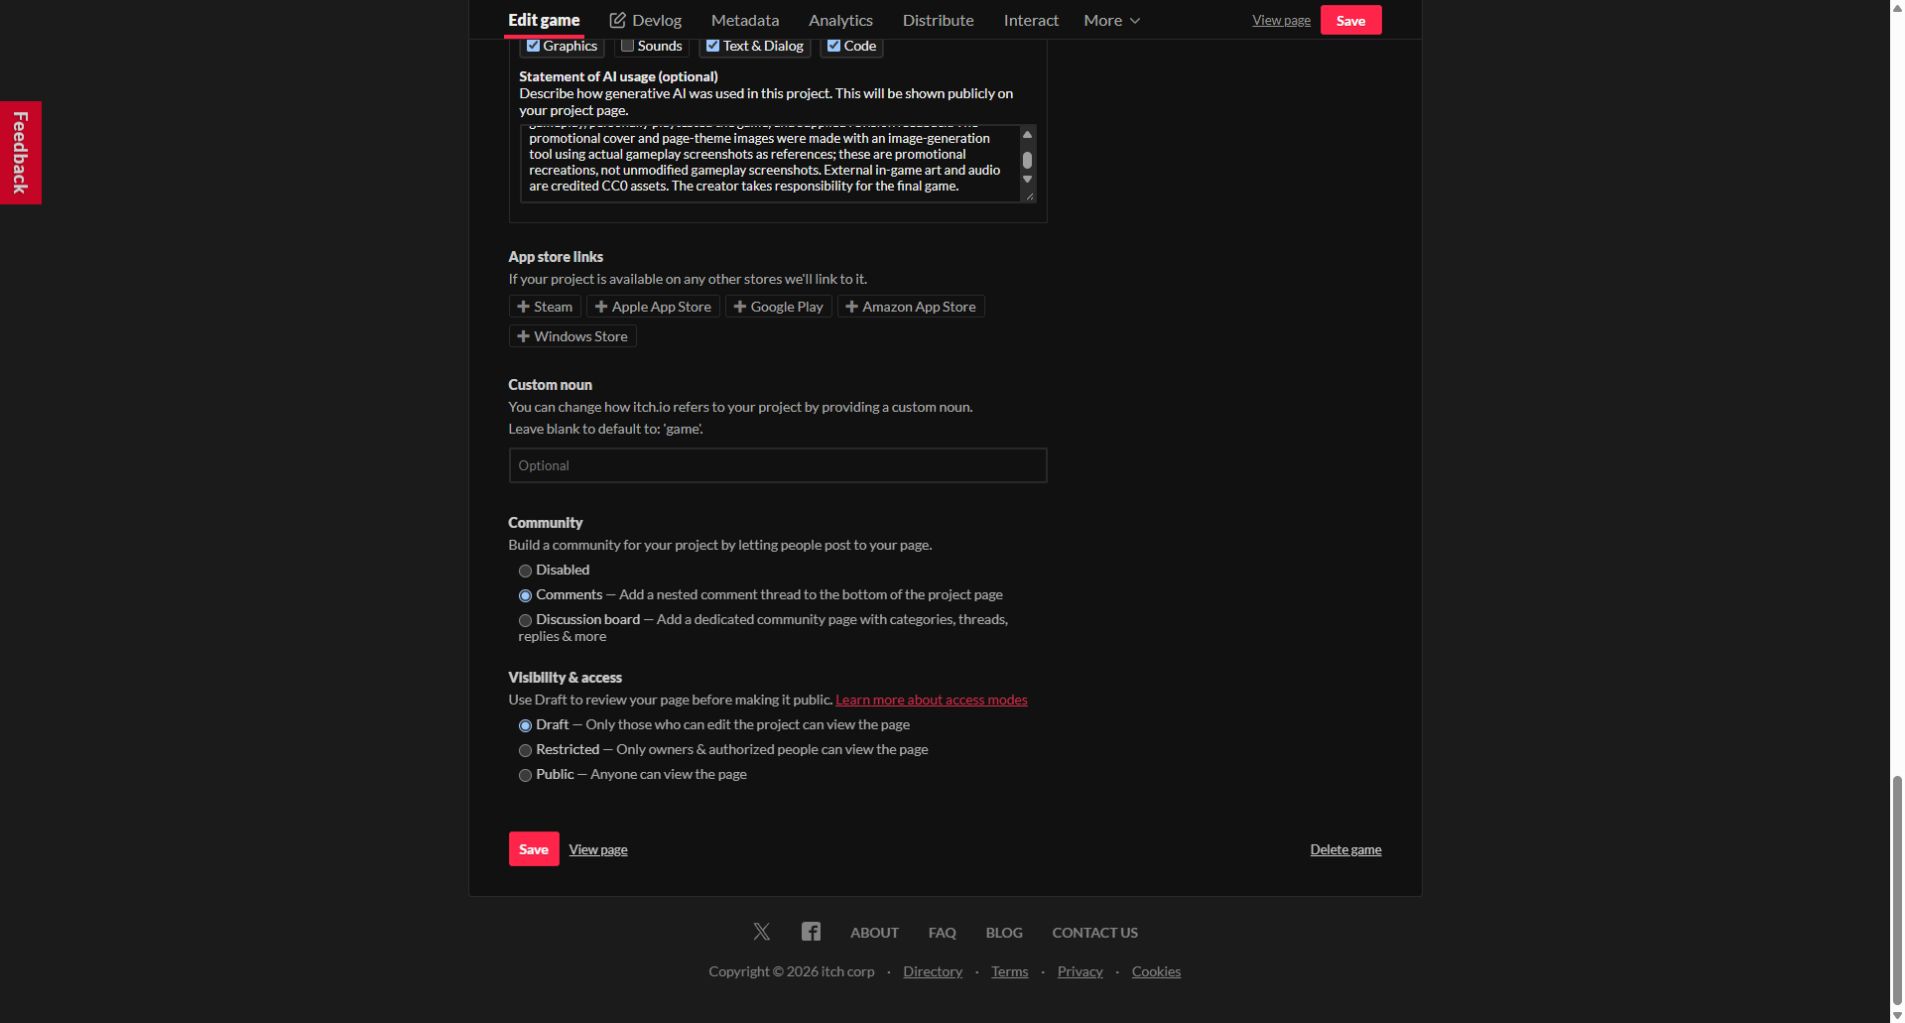 Edit game
Devlog
Metadata
Analytics
Distribute
Interact
More
View page
Save
Graphics
Sounds
Text & Dialog
Code
Statement of AI usage (optional)
Describe how generative AI was used in this project. This will be shown publicly on
your project page.
promotional cover and page-theme images were made with an image-generation
tool using actual gameplay screenshots as references; these are promotional
recreations, not unmodified gameplay screenshots. External in-game art and audio
are credited CC0 assets. The creator takes responsibility for the final game.
Feedback
App store links
If your project is available on any other stores we'll link to it.
Steam
Apple App Store
Google Play
Amazon App Store
Windows Store
Custom noun
You can change how itch.io refers to your project by providing a custom noun.
Leave blank to default to: 'game'.
Optional
Community
Build a community for your project by letting people post to your page.
Disabled
Comments — Add a nested comment thread to the bottom of the project page
Discussion board — Add a dedicated community page with categories, threads,
replies & more
Visibility & access
Use Draft to review your page before making it public. Learn more about access modes
Draft — Only those who can edit the project can view the page
Restricted — Only owners & authorized people can view the page
Public — Anyone can view the page
Save
View page
Delete game
ABOUT
FAQ
BLOG
CONTACT US
Copyright © 2026 itch corp · Directory · Terms · Privacy · Cookies